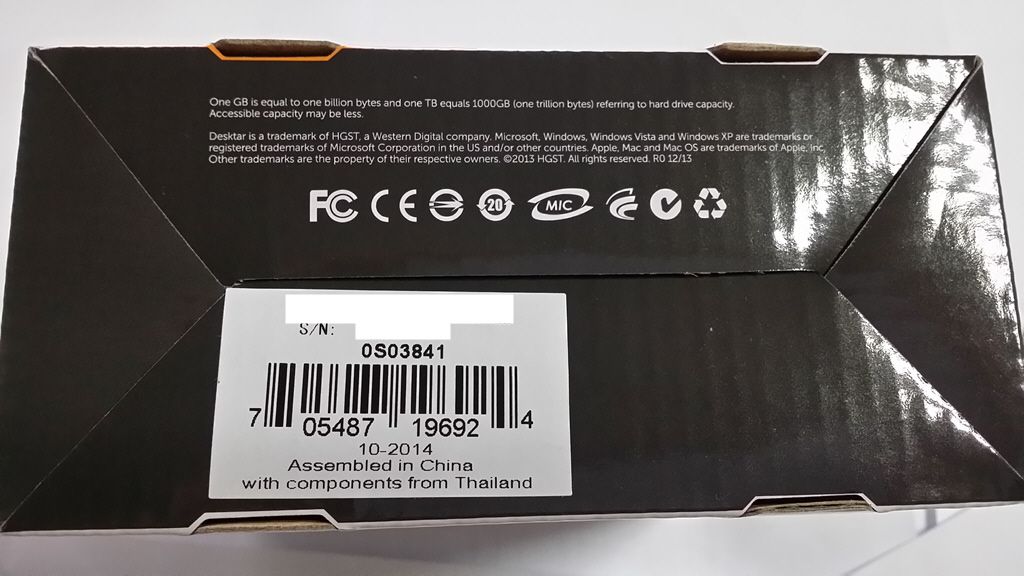 One GB is equal to one billion bytes and one TB equals 1000GB (one trillion bytes) referring to hard drive capacity.
Accessible capacity may be less.
Desktar is a trademark of HGST, a Western Digital company. Microsoft, Windows, Windows Vista and Windows XP are trademarks or
registered trademarks of Microsoft Corporation in the US and/or other countries. Apple, Mac and Mac OS are trademarks of Apple, Inc.
Other trademarks are the property of their respective owners. ©2013 HGST. All rights reserved. R0 12/13
FC CE 20 MIC
S/N:
0S03841
7 05487 19692 4
10-2014
Assembled in China
with components from Thailand